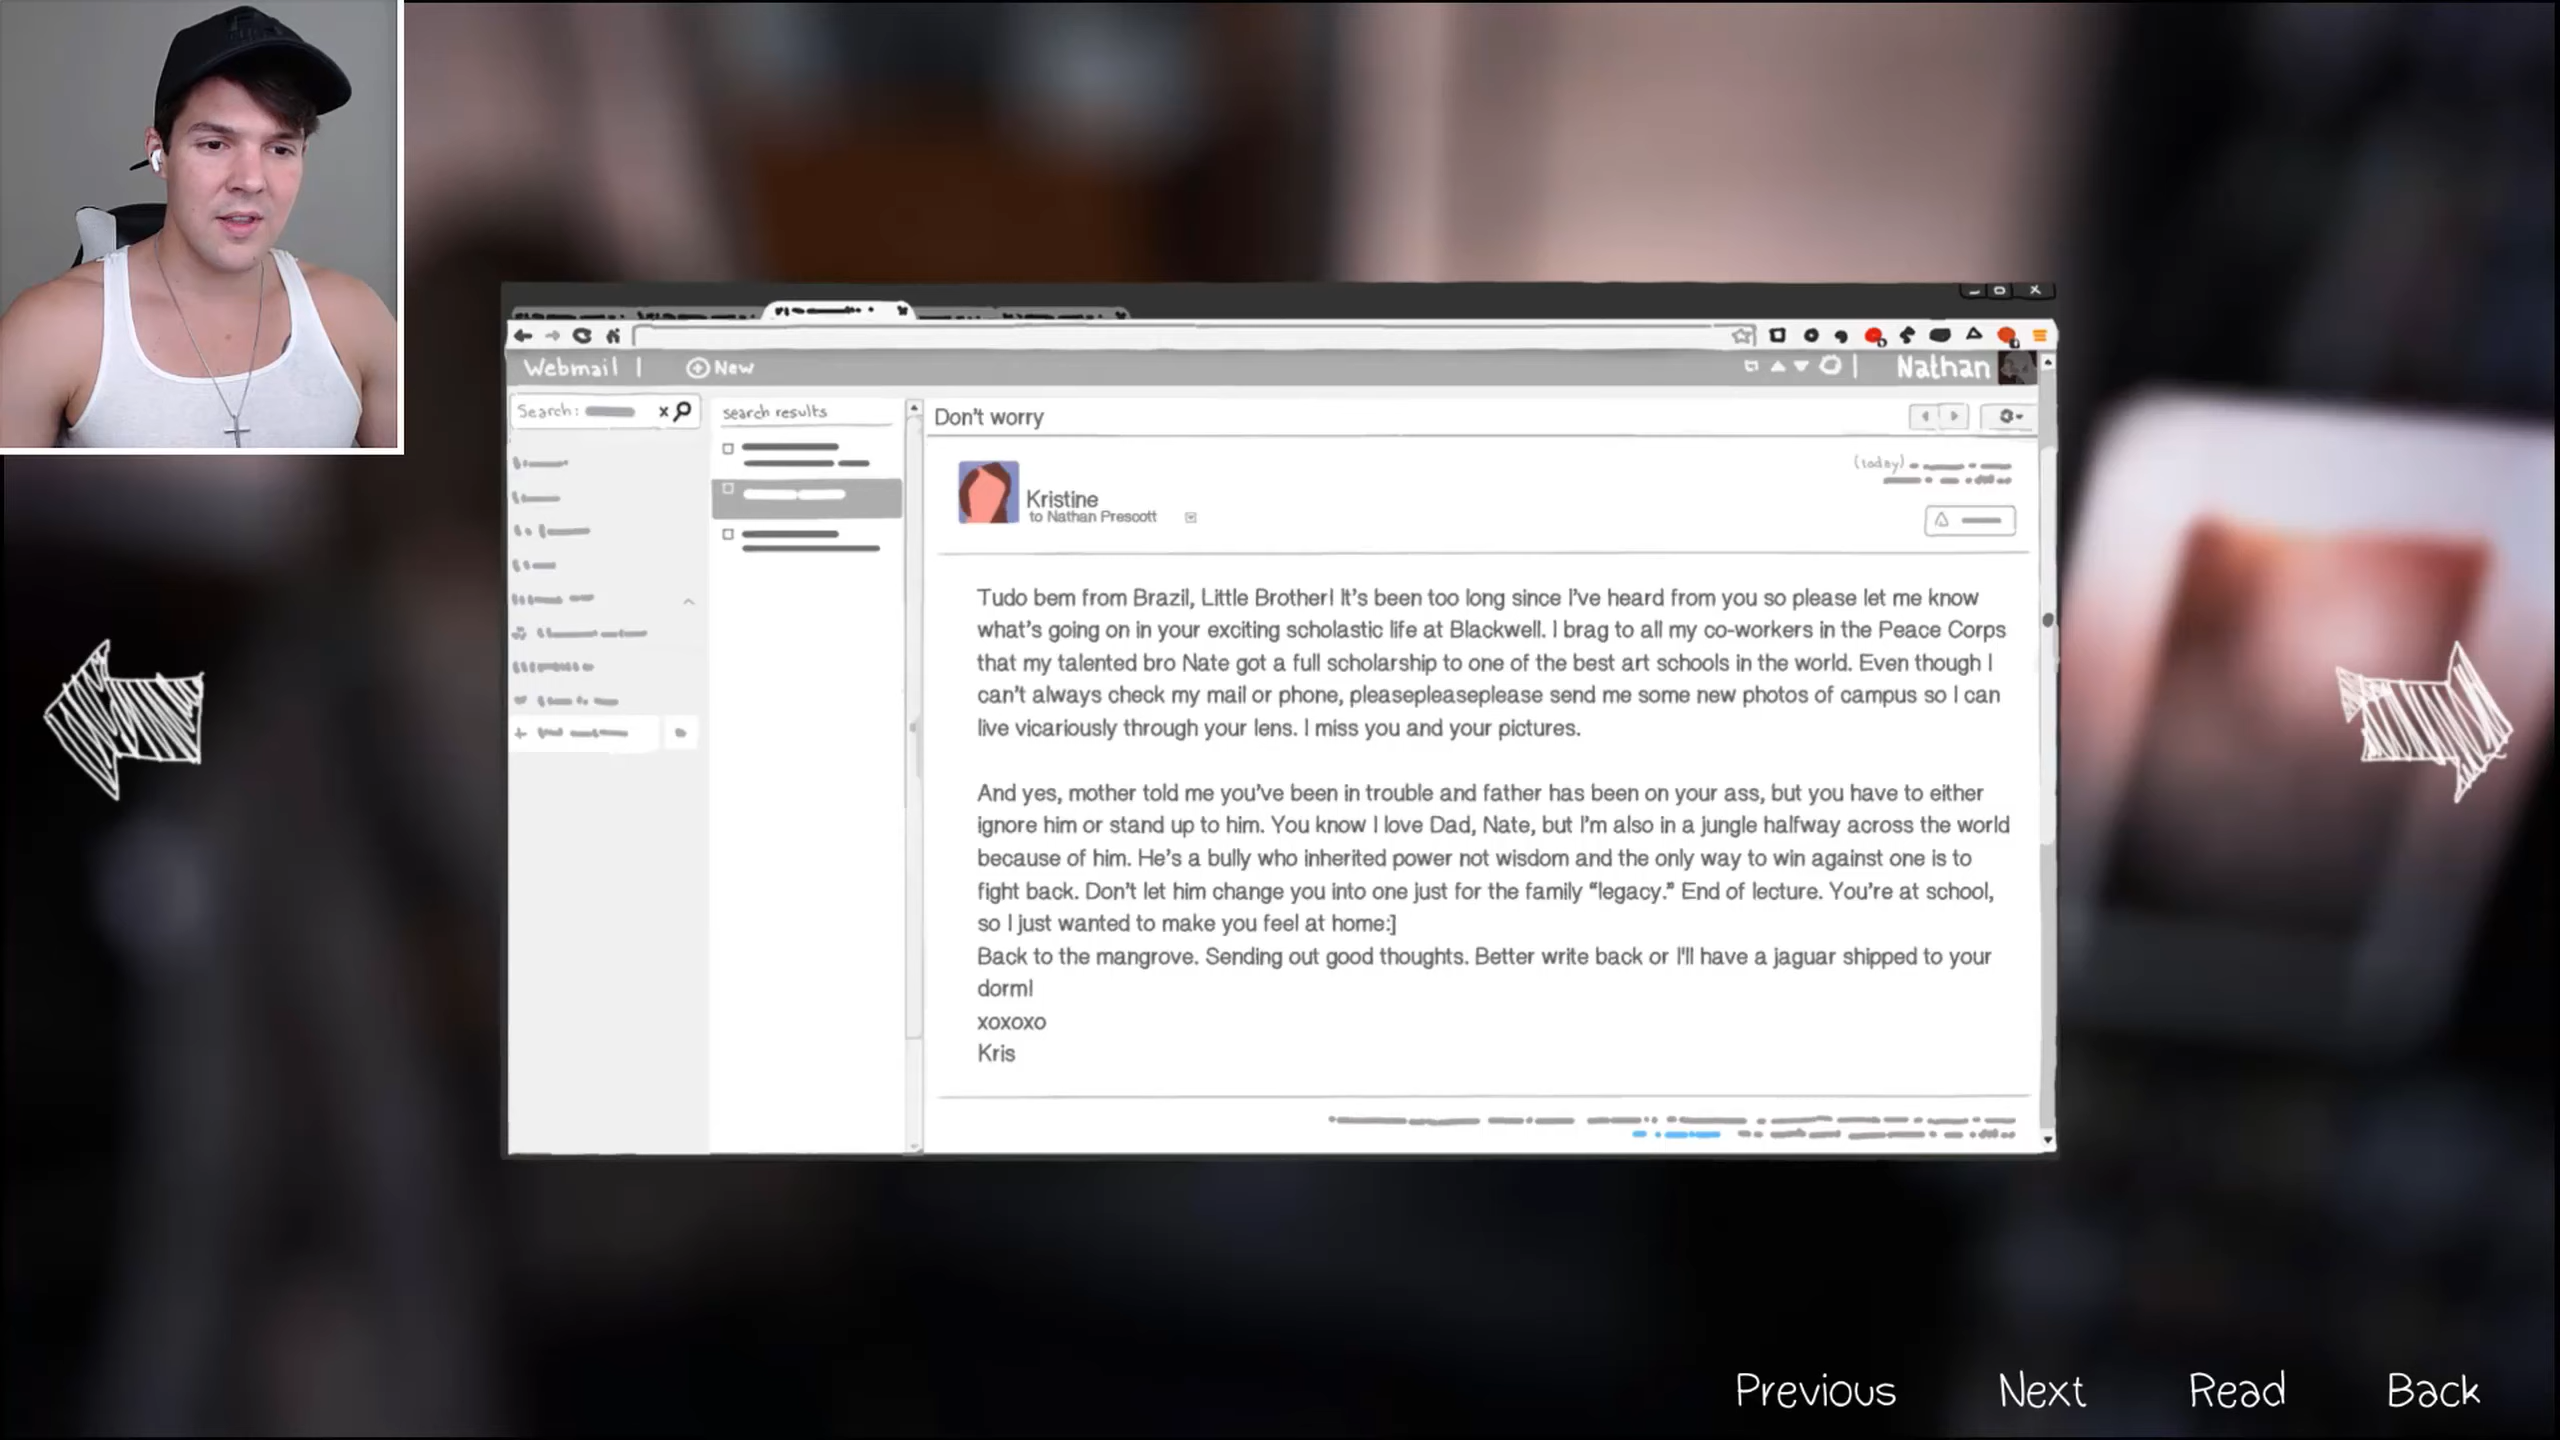 Webmail | New
Nathan
Search:
search results
Don't worry
(today)
Kristine
to Nathan Prescott
Tudo bem from Brazil, Little Brother! It's been too long since I've heard from you so please let me know
what's going on in your exciting scholastic life at Blackwell. I brag to all my co-workers in the Peace Corps
that my talented bro Nate got a full scholarship to one of the best art schools in the world. Even though I
can't always check my mail or phone, pleasepleaseplease send me some new photos of campus so I can
live vicariously through your lens. I miss you and your pictures.
And yes, mother told me you've been in trouble and father has been on your ass, but you have to either
ignore him or stand up to him. You know I love Dad, Nate, but I'm also in a jungle halfway across the world
because of him. He's a bully who inherited power not wisdom and the only way to win against one is to
fight back. Don't let him change you into one just for the family “legacy.” End of lecture. You're at school,
so I just wanted to make you feel at home:]
Back to the mangrove. Sending out good thoughts. Better write back or I'll have a jaguar shipped to your
dorm!
xoxoxo
Kris
Previous Next Read Back